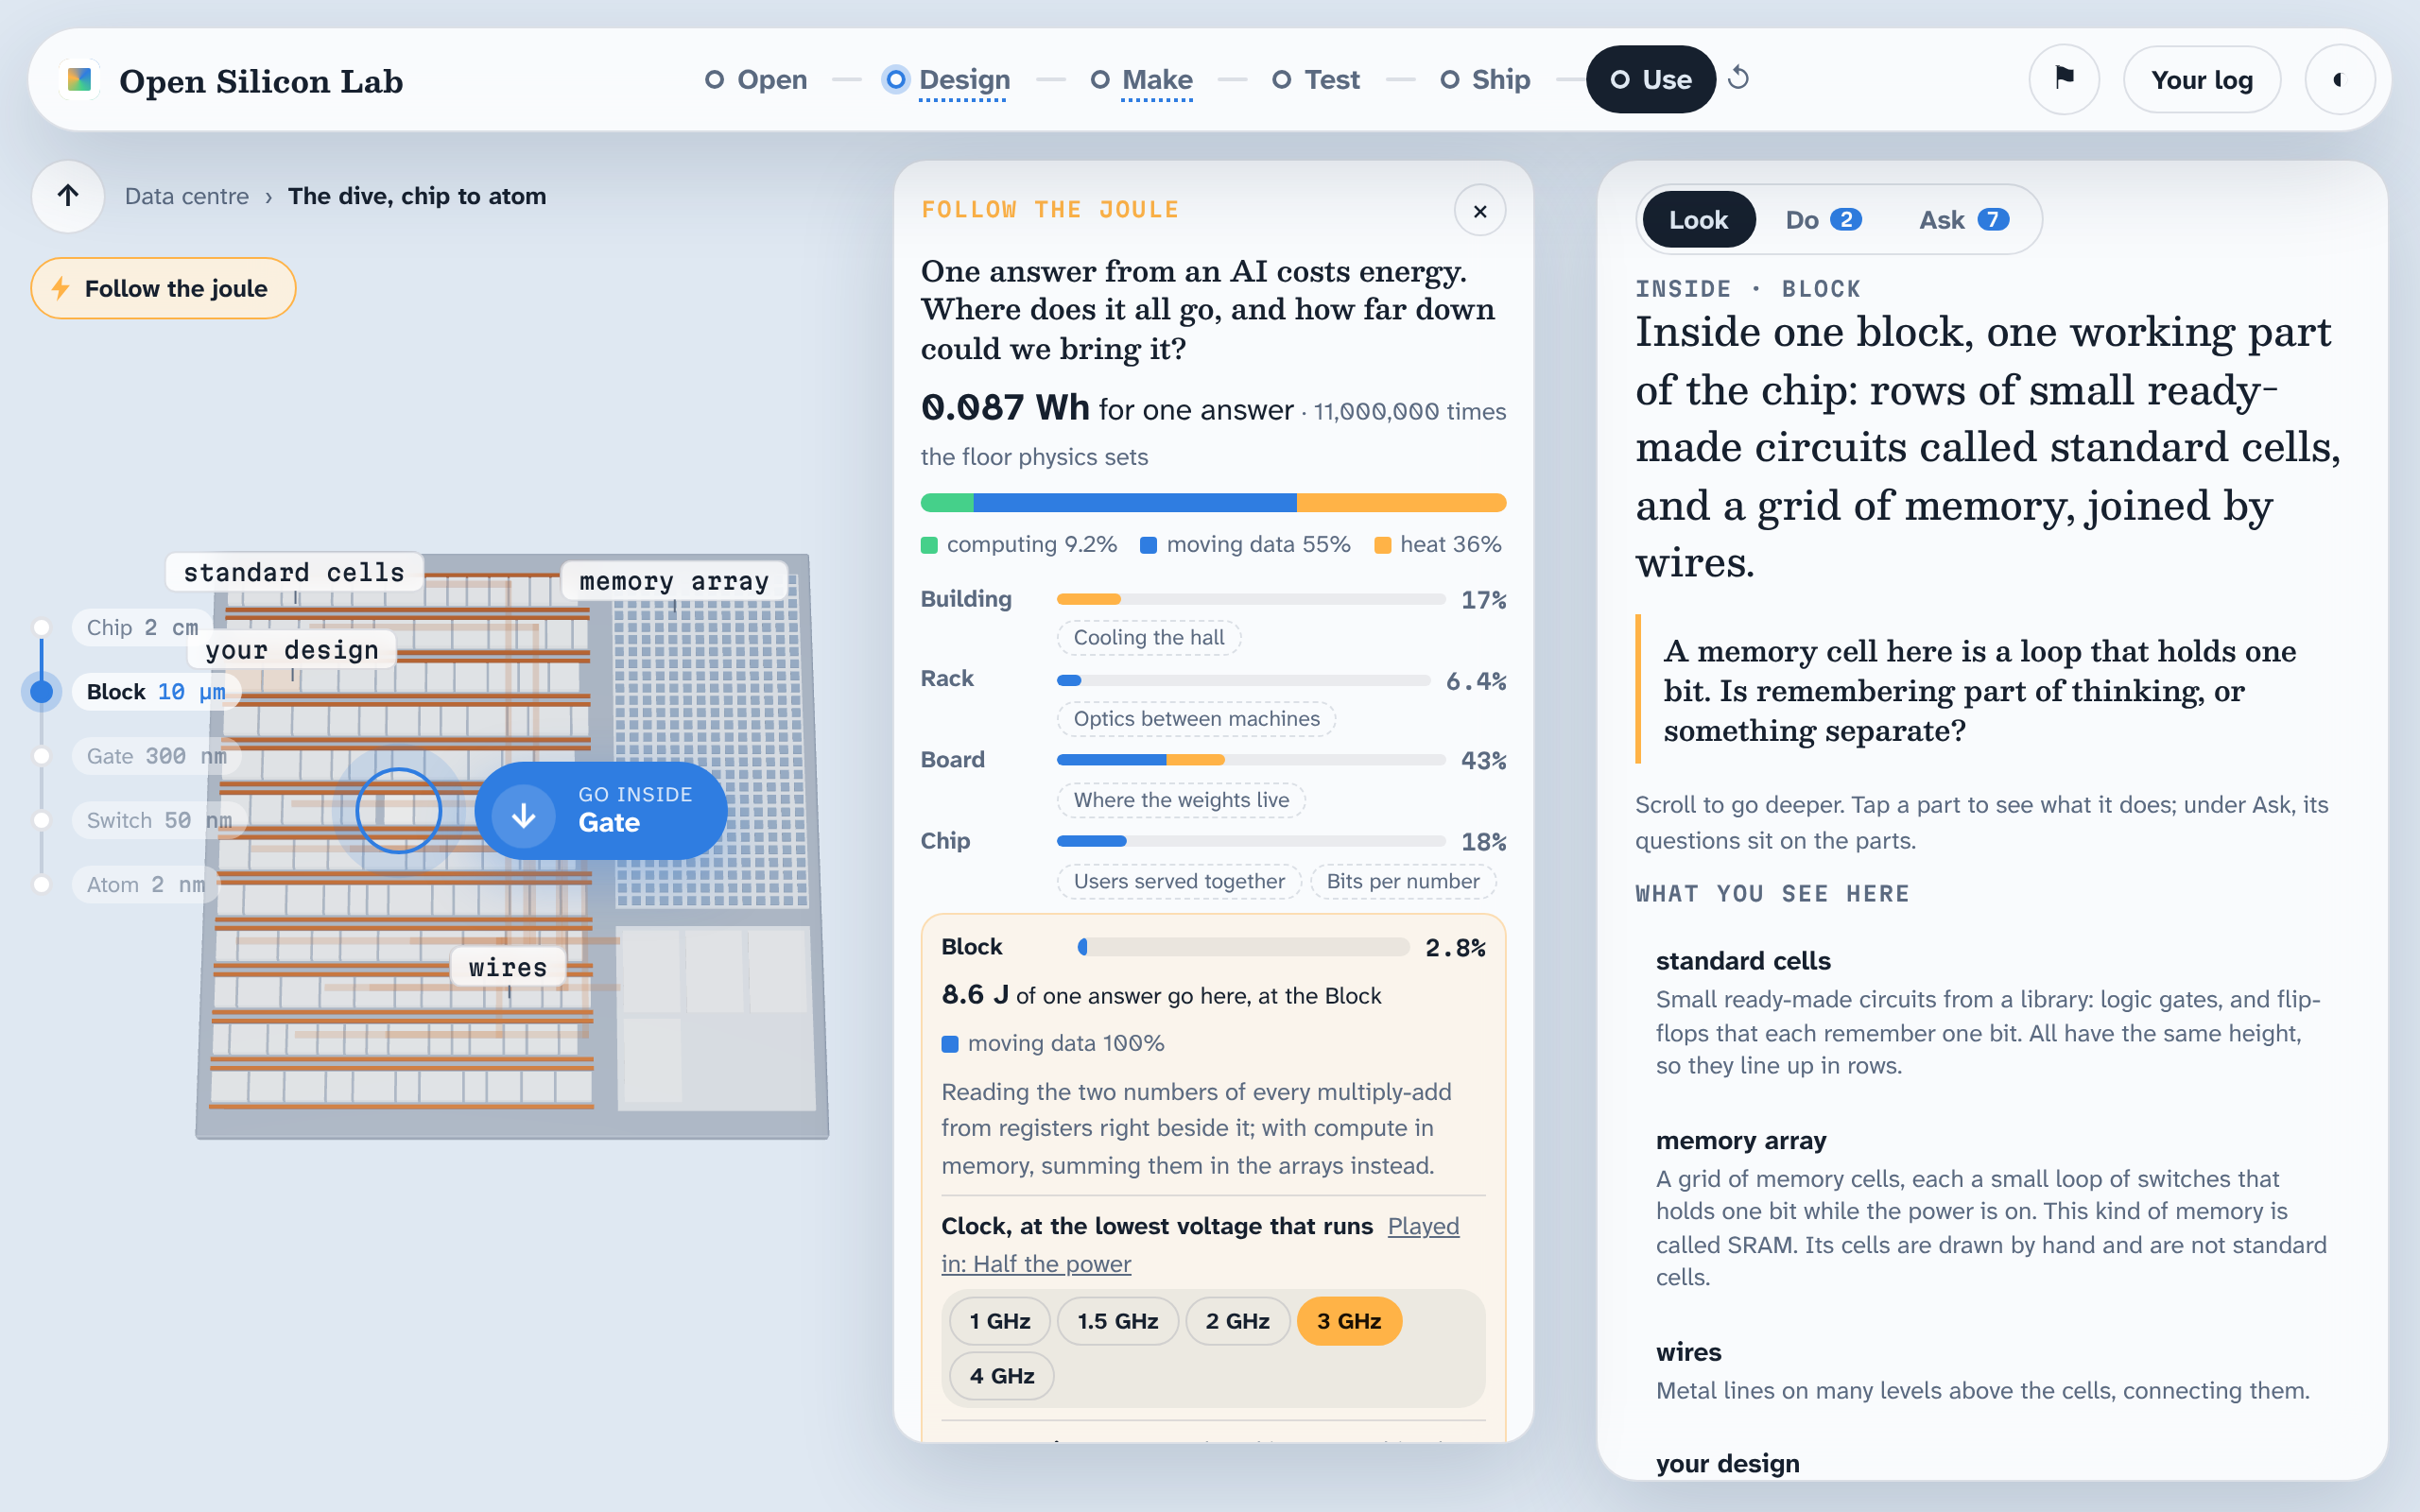 Open Silicon Lab
Open
Design
Make
Test
Ship
Use
Your log
Data centre › The dive, chip to atom
Follow the joule
standard cells
memory array
your design
wires
Chip 2 cm
Block 10 µm
Gate 300 nm
Switch 50 nm
Atom 2 nm
GO INSIDE
Gate
FOLLOW THE JOULE
One answer from an AI costs energy.
Where does it all go, and how far down
could we bring it?
0.087 Wh for one answer · 11,000,000 times
the floor physics sets
computing 9.2% moving data 55% heat 36%
Building 17%
Cooling the hall
Rack 6.4%
Optics between machines
Board 43%
Where the weights live
Chip 18%
Users served together Bits per number
Block 2.8%
8.6 J of one answer go here, at the Block
moving data 100%
Reading the two numbers of every multiply-add
from registers right beside it; with compute in
memory, summing them in the arrays instead.
Clock, at the lowest voltage that runs Played
in: Half the power
1 GHz 1.5 GHz 2 GHz 3 GHz
4 GHz
Look Do 2 Ask 7
INSIDE · BLOCK
Inside one block, one working part
of the chip: rows of small ready-
made circuits called standard cells,
and a grid of memory, joined by
wires.
A memory cell here is a loop that holds one
bit. Is remembering part of thinking, or
something separate?
Scroll to go deeper. Tap a part to see what it does; under Ask, its
questions sit on the parts.
WHAT YOU SEE HERE
standard cells
Small ready-made circuits from a library: logic gates, and flip-
flops that each remember one bit. All have the same height,
so they line up in rows.
memory array
A grid of memory cells, each a small loop of switches that
holds one bit while the power is on. This kind of memory is
called SRAM. Its cells are drawn by hand and are not standard
cells.
wires
Metal lines on many levels above the cells, connecting them.
your design